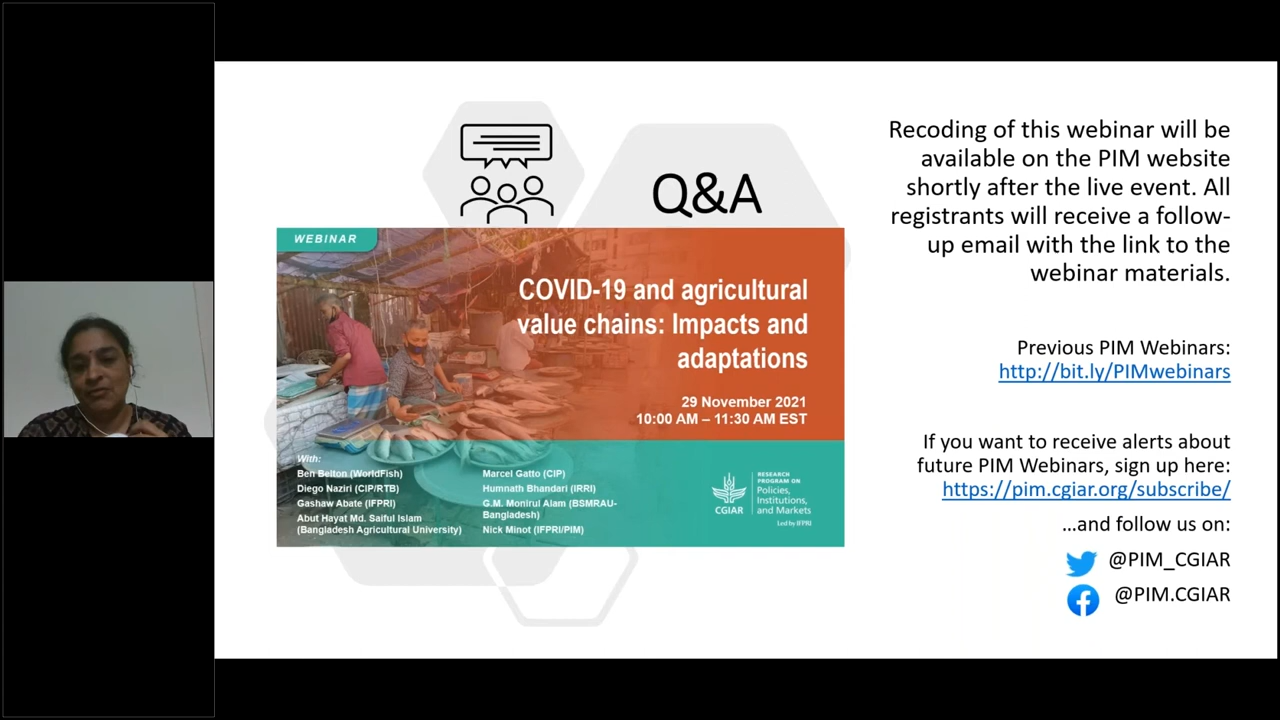 Q&A
WEBINAR
COVID-19 and agricultural
value chains: Impacts and
adaptations
29 November 2021
10:00 AM – 11:30 AM EST
With:
Ben Belton (WorldFish)
Diego Naziri (CIP/RTB)
Gashaw Abate (IFPRI)
Abut Hayat Md. Saiful Islam
(Bangladesh Agricultural University)
Marcel Gatto (CIP)
Humnath Bhandari (IRRI)
G.M. Monirul Alam (BSMRAU-
Bangladesh)
Nick Minot (IFPRI/PIM)
CGIAR
RESEARCH
PROGRAM ON
Policies,
Institutions,
and Markets
Led by IFPRI
Recoding of this webinar will be
available on the PIM website
shortly after the live event. All
registrants will receive a follow-
up email with the link to the
webinar materials.
Previous PIM Webinars:
http://bit.ly/PIMwebinars
If you want to receive alerts about
future PIM Webinars, sign up here:
https://pim.cgiar.org/subscribe/
…and follow us on:
@PIM_CGIAR
@PIM.CGIAR